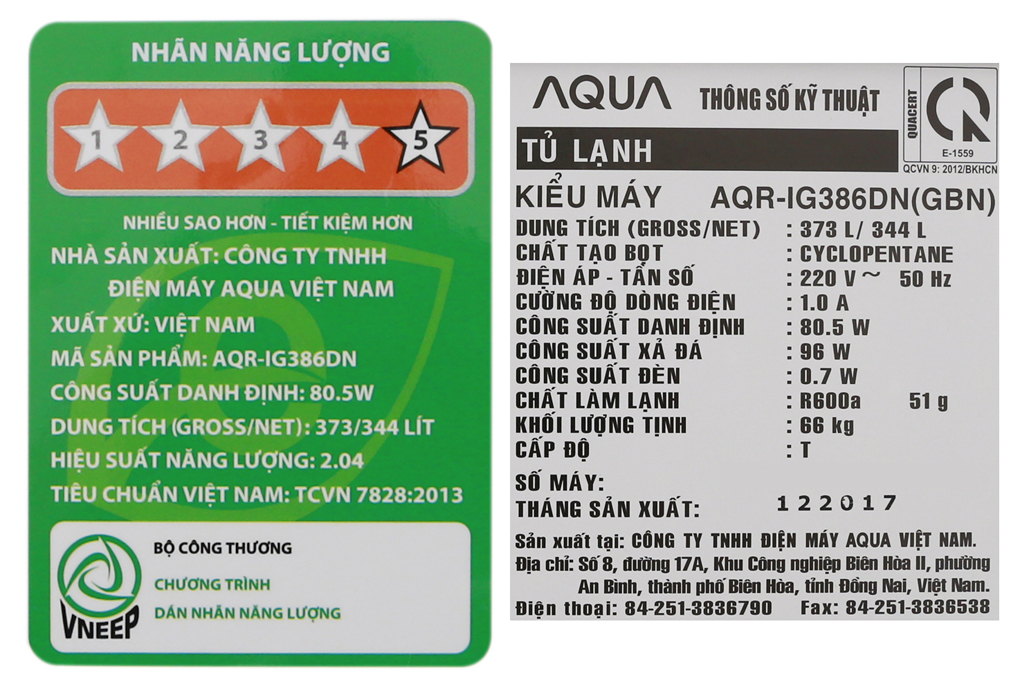 NHÃN NĂNG LƯỢNG
1 2 3 4 5
NHIỀU SAO HƠN - TIẾT KIỆM HƠN
NHÀ SẢN XUẤT: CÔNG TY TNHH
ĐIỆN MÁY AQUA VIỆT NAM
XUẤT XỨ: VIỆT NAM
MÃ SẢN PHẨM: AQR-IG386DN
CÔNG SUẤT DANH ĐỊNH: 80.5W
DUNG TÍCH (GROSS/NET): 373/344 LÍT
HIỆU SUẤT NĂNG LƯỢNG: 2.04
TIÊU CHUẨN VIỆT NAM: TCVN 7828:2013
VNEEP
BỘ CÔNG THƯƠNG
CHƯƠNG TRÌNH
DÁN NHÃN NĂNG LƯỢNG
AQUA THÔNG SỐ KỸ THUẬT
QUACERT
E-1559
QCVN 9: 2012/BKHCN
TỦ LẠNH
KIỂU MÁY AQR-IG386DN(GBN)
DUNG TÍCH (GROSS/NET) : 373 L/ 344 L
CHẤT TẠO BỌT : CYCLOPENTANE
ĐIỆN ÁP - TẦN SỐ : 220 V ~ 50 Hz
CƯỜNG ĐỘ DÒNG ĐIỆN : 1.0 A
CÔNG SUẤT DANH ĐỊNH : 80.5 W
CÔNG SUẤT XẢ ĐÁ : 96 W
CÔNG SUẤT ĐÈN : 0.7 W
CHẤT LÀM LẠNH : R600a 51 g
KHỐI LƯỢNG TỊNH : 66 kg
CẤP ĐỘ : T
SỐ MÁY:
THÁNG SẢN XUẤT: 122017
Sản xuất tại: CÔNG TY TNHH ĐIỆN MÁY AQUA VIỆT NAM.
Địa chỉ: Số 8, đường 17A, Khu Công nghiệp Biên Hòa II, phường
An Bình, thành phố Biên Hòa, tỉnh Đồng Nai, Việt Nam.
Điện thoại: 84-251-3836790 Fax: 84-251-3836538